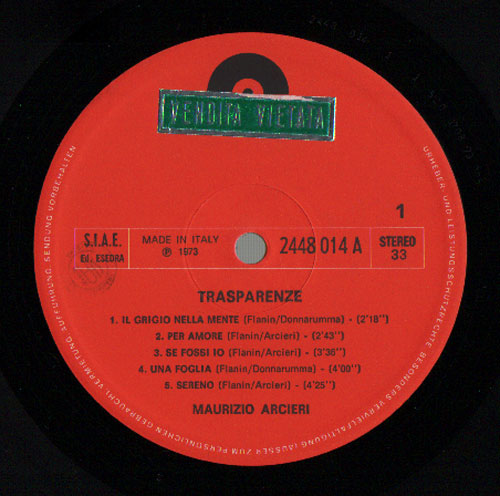 VENDITA VIETATA
1
S.I.A.E.
Ed. ESEDRA
MADE IN ITALY
℗ 1973
2448 014 A
STEREO
33
TRASPARENZE
1. IL GRIGIO NELLA MENTE (Flanin/Donnarumma) - (2'18'')
2. PER AMORE (Flanin/Arcieri) - (2'43'')
3. SE FOSSI IO (Flanin/Arcieri) - (3'36'')
4. UNA FOGLIA (Flanin/Donnarumma) - (4'00'')
5. SERENO (Flanin/Arcieri) - (4'25'')
MAURIZIO ARCIERI
URHEBER- UND LEISTUNGSSCHUTZRECHTE BESONDERS VERVIELFÄLTIGUNG (AUSSER ZUM PERSÖNLICHEN GEBRAUCH), VERMIETUNG, AUFFÜHRUNG, SENDUNG VORBEHALTEN